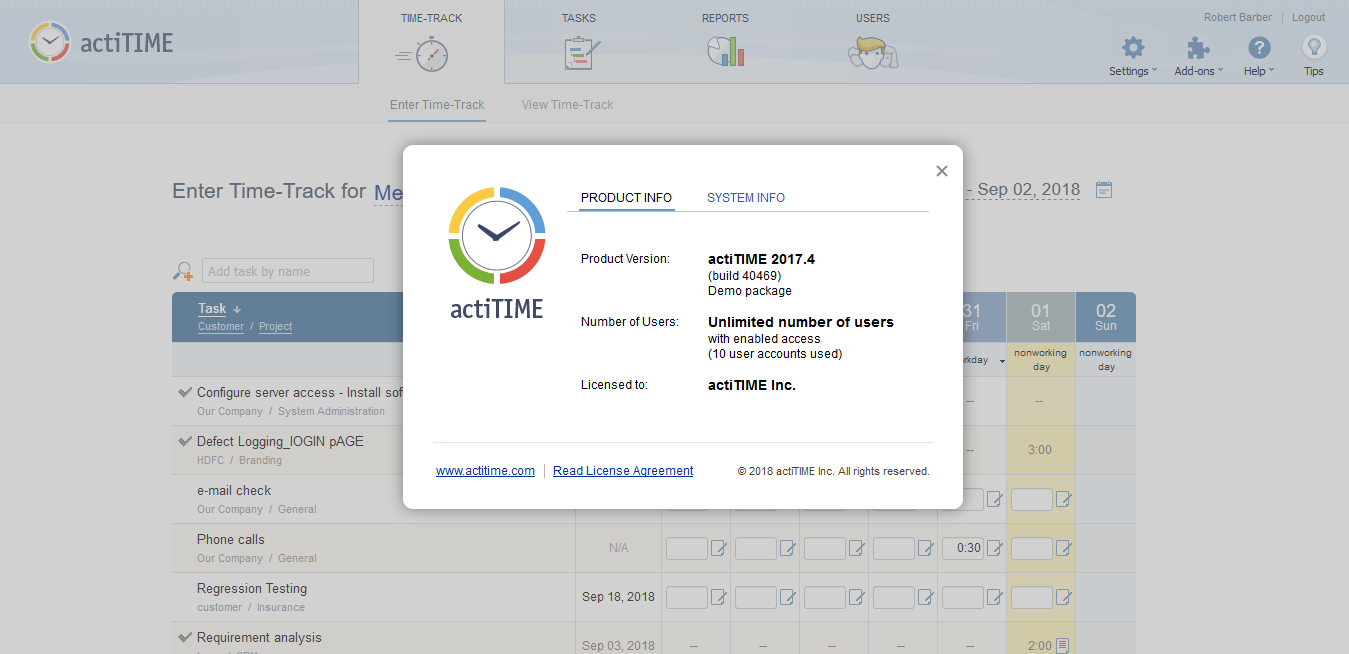 TIME-TRACK
TASKS
REPORTS
USERS
Robert Barber
Logout
actiTIME
Settings
Add-ons
Help
Tips
Enter Time-Track
View Time-Track
Enter Time-Track for Me
- Sep 02, 2018
PRODUCT INFO
SYSTEM INFO
Product Version:
actiTIME 2017.4
(build 40469)
Demo package
Number of Users:
Unlimited number of users
with enabled access
(10 user accounts used)
Licensed to:
actiTIME Inc.
actiTIME
www.actitime.com
Read License Agreement
© 2018 actiTIME Inc. All rights reserved.
Add task by name
Task
Customer / Project
31
Fri
01
Sat
02
Sun
rkday
nonworking
day
nonworking
day
Configure server access - Install sof
Our Company / System Administration
--
--
Defect Logging_lOGIN pAGE
HDFC / Branding
--
3:00
e-mail check
Our Company / General
Phone calls
Our Company / General
N/A
0:30
Regression Testing
customer / Insurance
Sep 18, 2018
Requirement analysis
Sep 03, 2018
--
--
--
--
--
2:00